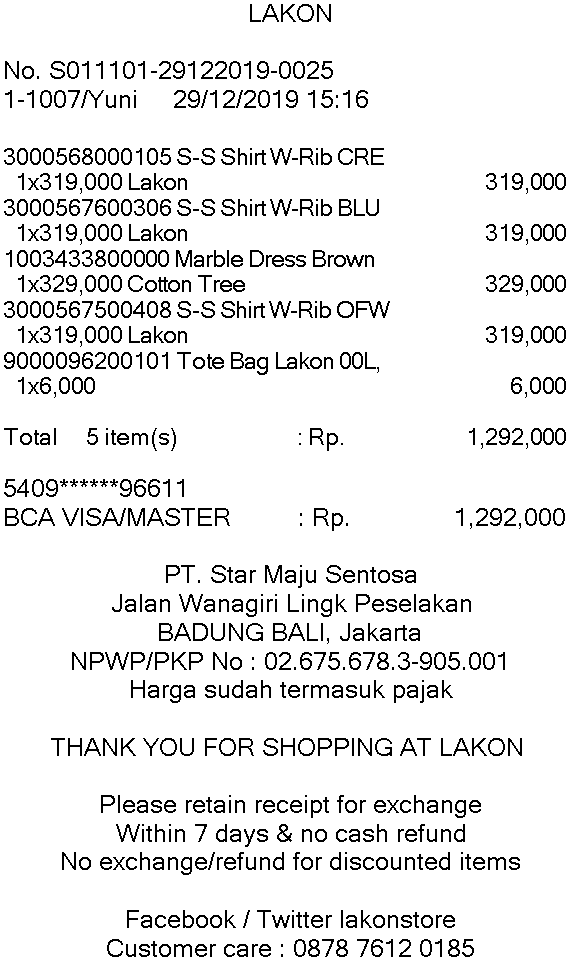 LAKON
No. S011101-29122019-0025
1-1007/Yuni 29/12/2019 15:16
3000568000105 S-S Shirt W-Rib CRE
1x319,000 Lakon 319,000
3000567600306 S-S Shirt W-Rib BLU
1x319,000 Lakon 319,000
1003433800000 Marble Dress Brown
1x329,000 Cotton Tree 329,000
3000567500408 S-S Shirt W-Rib OFW
1x319,000 Lakon 319,000
9000096200101 Tote Bag Lakon 00L,
1x6,000 6,000
Total 5 item(s) : Rp. 1,292,000
5409******96611
BCA VISA/MASTER : Rp. 1,292,000
PT. Star Maju Sentosa
Jalan Wanagiri Lingk Peselakan
BADUNG BALI, Jakarta
NPWP/PKP No : 02.675.678.3-905.001
Harga sudah termasuk pajak
THANK YOU FOR SHOPPING AT LAKON
Please retain receipt for exchange
Within 7 days & no cash refund
No exchange/refund for discounted items
Facebook / Twitter lakonstore
Customer care : 0878 7612 0185